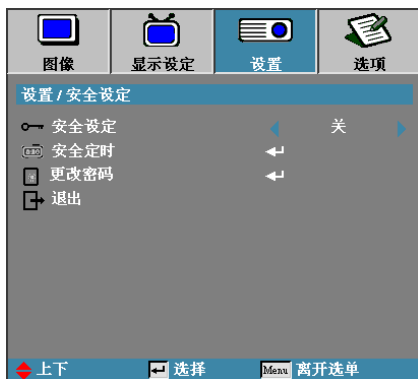 图像 显示设定 设置 选项
设置 / 安全设定
安全设定 关
安全定时
更改密码
退出
上下 选择 Menu 离开选单